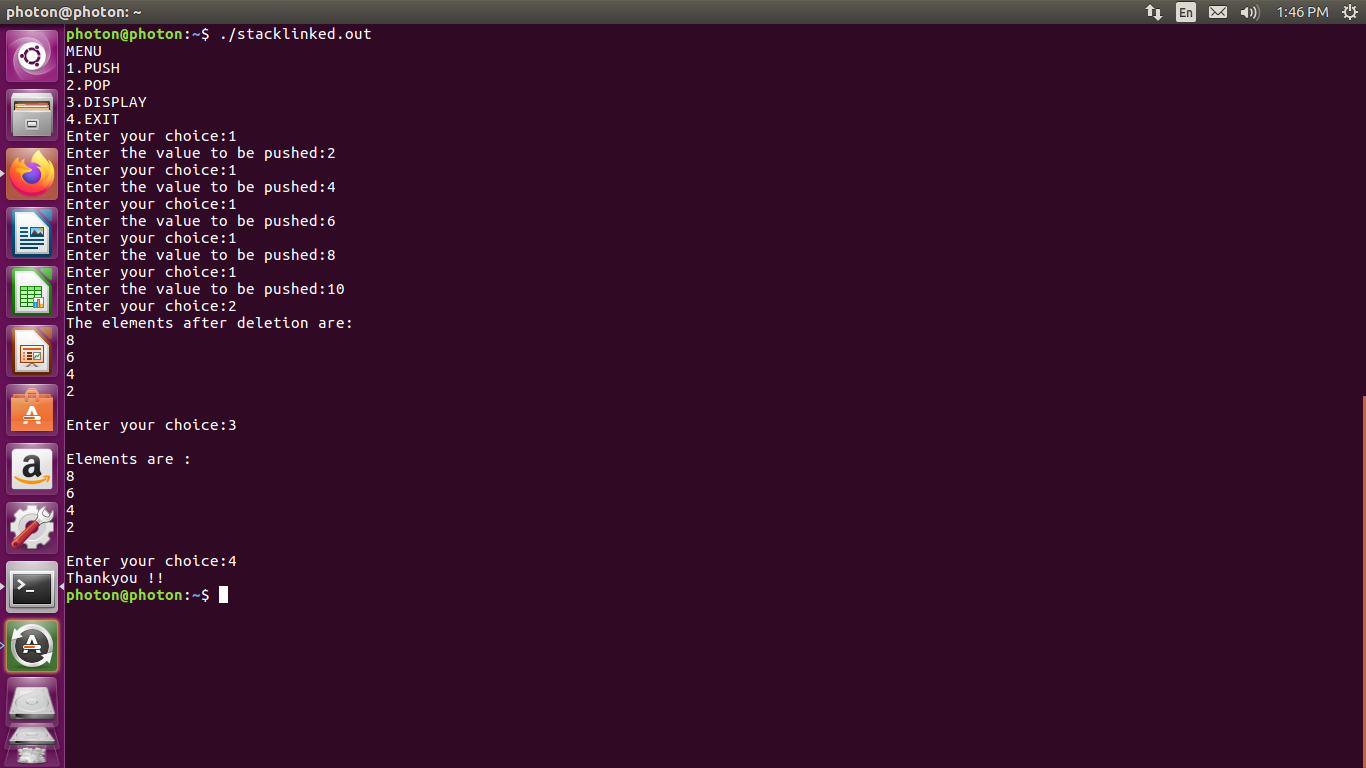 photon@photon: ~
En
1:46 PM
photon@photon:~$ ./stacklinked.out
MENU
1.PUSH
2.POP
3.DISPLAY
4.EXIT
Enter your choice:1
Enter the value to be pushed:2
Enter your choice:1
Enter the value to be pushed:4
Enter your choice:1
Enter the value to be pushed:6
Enter your choice:1
Enter the value to be pushed:8
Enter your choice:1
Enter the value to be pushed:10
Enter your choice:2
The elements after deletion are:
8
6
4
2
Enter your choice:3
Elements are :
8
6
4
2
Enter your choice:4
Thankyou !!
photon@photon:~$